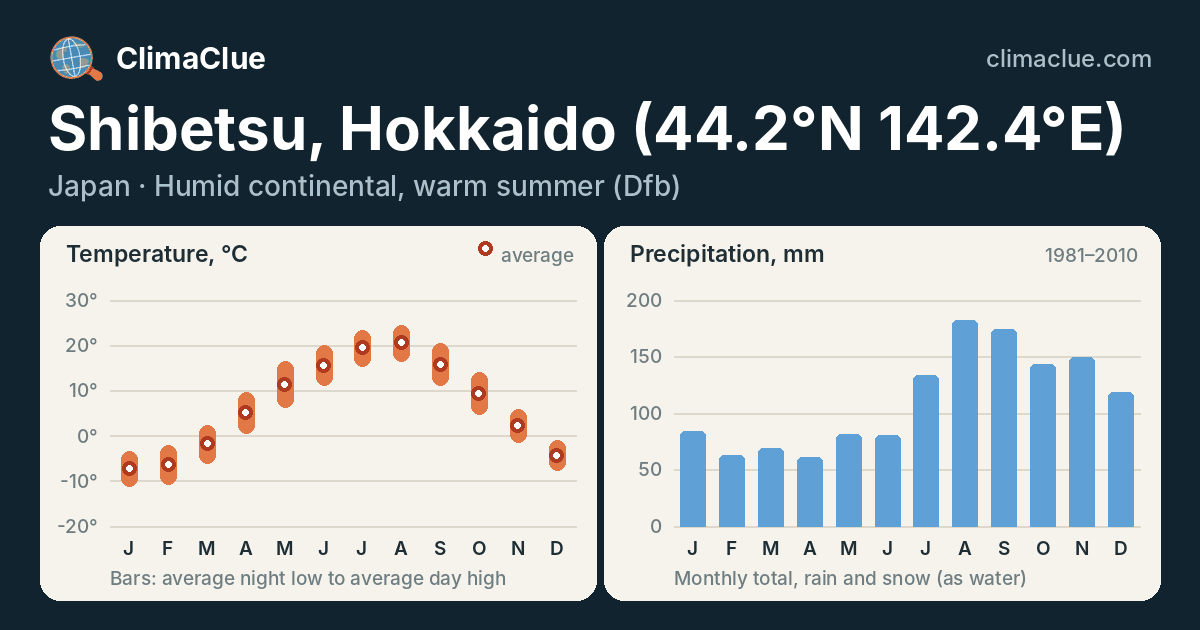 ClimaClue
climaclue.com
Shibetsu, Hokkaido (44.2°N 142.4°E)
Japan · Humid continental, warm summer (Dfb)
Temperature, °C
average
30°
20°
10°
0°
-10°
-20°
J F M A M J J A S O N D
Bars: average night low to average day high
Precipitation, mm
1981–2010
200
150
100
50
0
J F M A M J J A S O N D
Monthly total, rain and snow (as water)